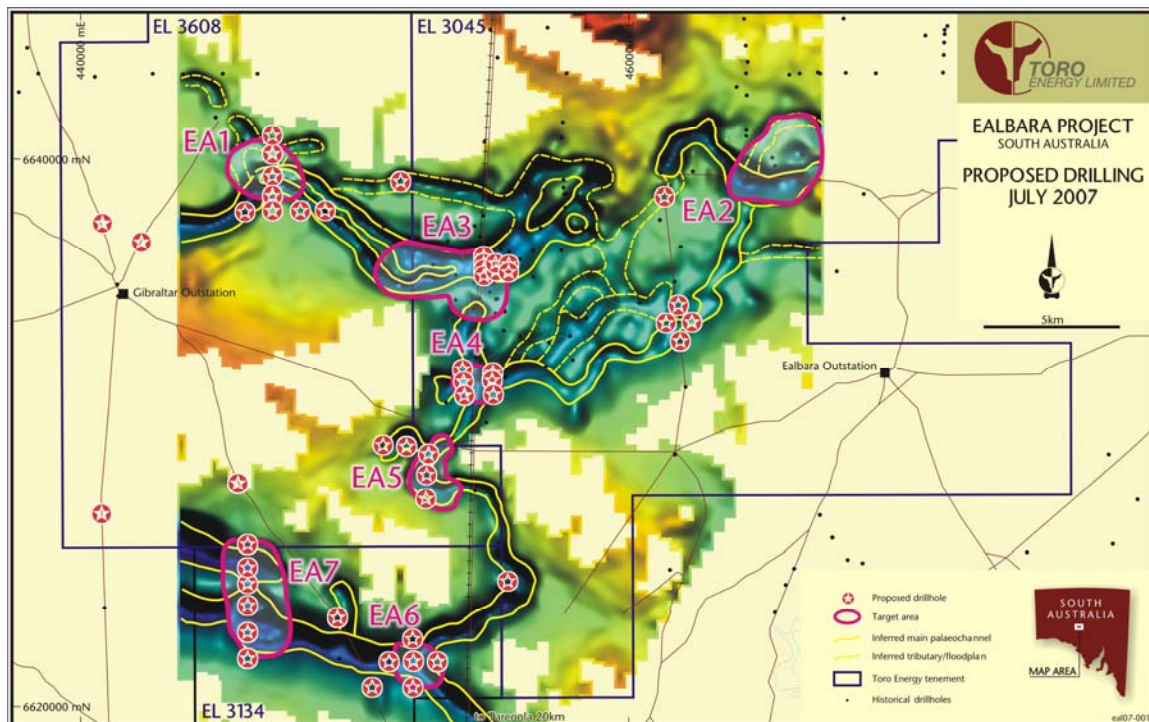 EL 3608
EL 3045
440000 mE
460000 mE
TORO
ENERGY LIMITED
EALBARA PROJECT
SOUTH AUSTRALIA
PROPOSED DRILLING
JULY 2007
6640000 mN
EA1
EA2
EA3
Gibraltar Outstation
5km
EA4
Ealbara Outstation
EA5
EA7
EA6
Proposed drillhole
Target area
Inferred main palaeochannel
Inferred tributary/floodplan
Toro Energy tenement
Historical drillholes
SOUTH
AUSTRALIA
MAP AREA
6620000 mN
EL 3134
to Tarcoola 20km
eal07-001